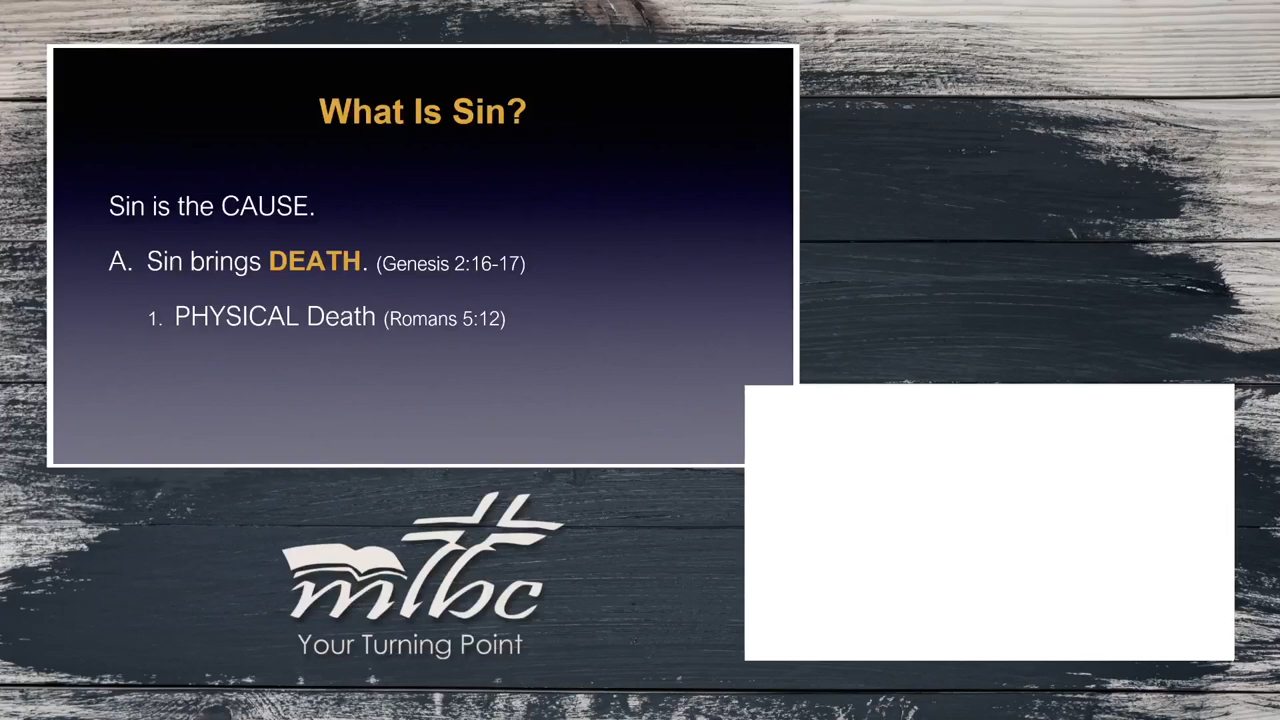 What Is Sin?
Sin is the CAUSE.
A. Sin brings DEATH. (Genesis 2:16-17)
1. PHYSICAL Death (Romans 5:12)
mlbc
Your Turning Point